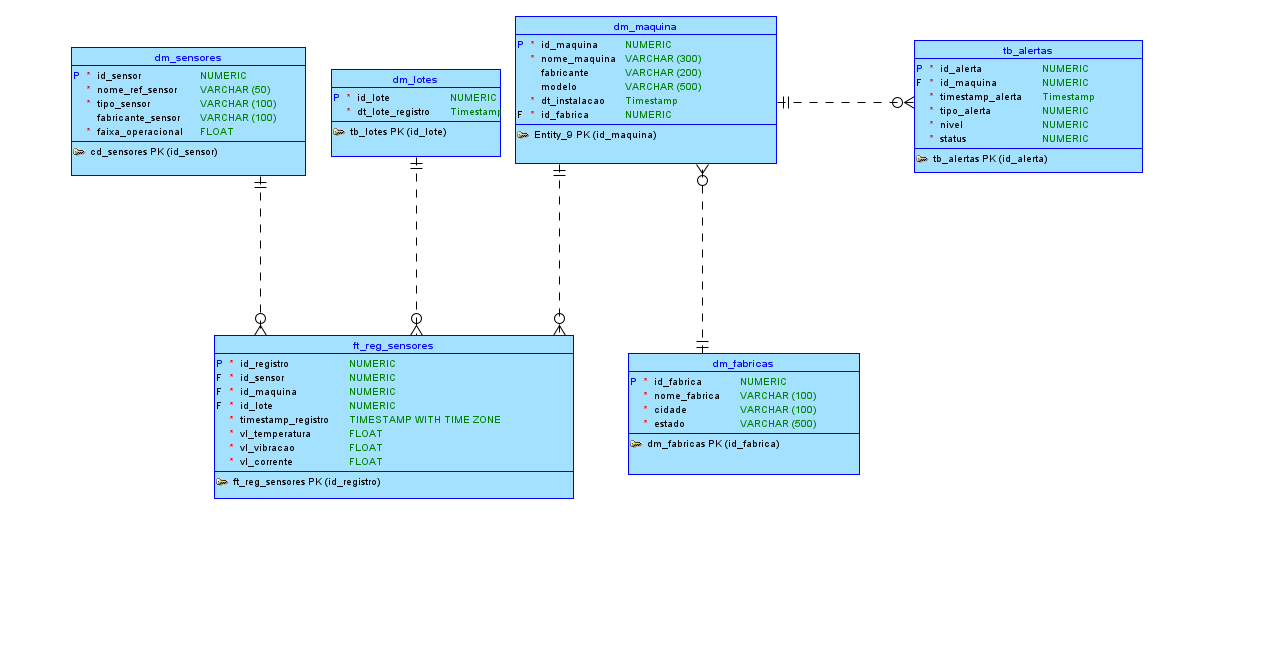 dm_sensores
P * id_sensor NUMERIC
* nome_ref_sensor VARCHAR (50)
* tipo_sensor VARCHAR (100)
fabricante_sensor VARCHAR (100)
* faixa_operacional FLOAT
cd_sensores PK (id_sensor)
dm_lotes
P * id_lote NUMERIC
* dt_lote_registro Timestamp
tb_lotes PK (id_lote)
dm_maquina
P * id_maquina NUMERIC
* nome_maquina VARCHAR (300)
fabricante VARCHAR (200)
modelo VARCHAR (500)
* dt_instalacao Timestamp
F * id_fabrica NUMERIC
Entity_9 PK (id_maquina)
tb_alertas
P * id_alerta NUMERIC
F * id_maquina NUMERIC
* timestamp_alerta Timestamp
* tipo_alerta NUMERIC
* nivel NUMERIC
* status NUMERIC
tb_alertas PK (id_alerta)
ft_reg_sensores
P * id_registro NUMERIC
F * id_sensor NUMERIC
F * id_maquina NUMERIC
F * id_lote NUMERIC
* timestamp_registro TIMESTAMP WITH TIME ZONE
* vl_temperatura FLOAT
* vl_vibracao FLOAT
* vl_corrente FLOAT
ft_reg_sensores PK (id_registro)
dm_fabricas
P * id_fabrica NUMERIC
* nome_fabrica VARCHAR (100)
* cidade VARCHAR (100)
* estado VARCHAR (500)
dm_fabricas PK (id_fabrica)